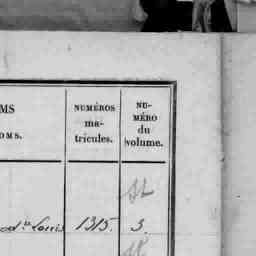 MS
OMS.
NUMÉROS
ma-
tricules.
NU-
MÉRO
du
volume.
Louis 1315. 3.